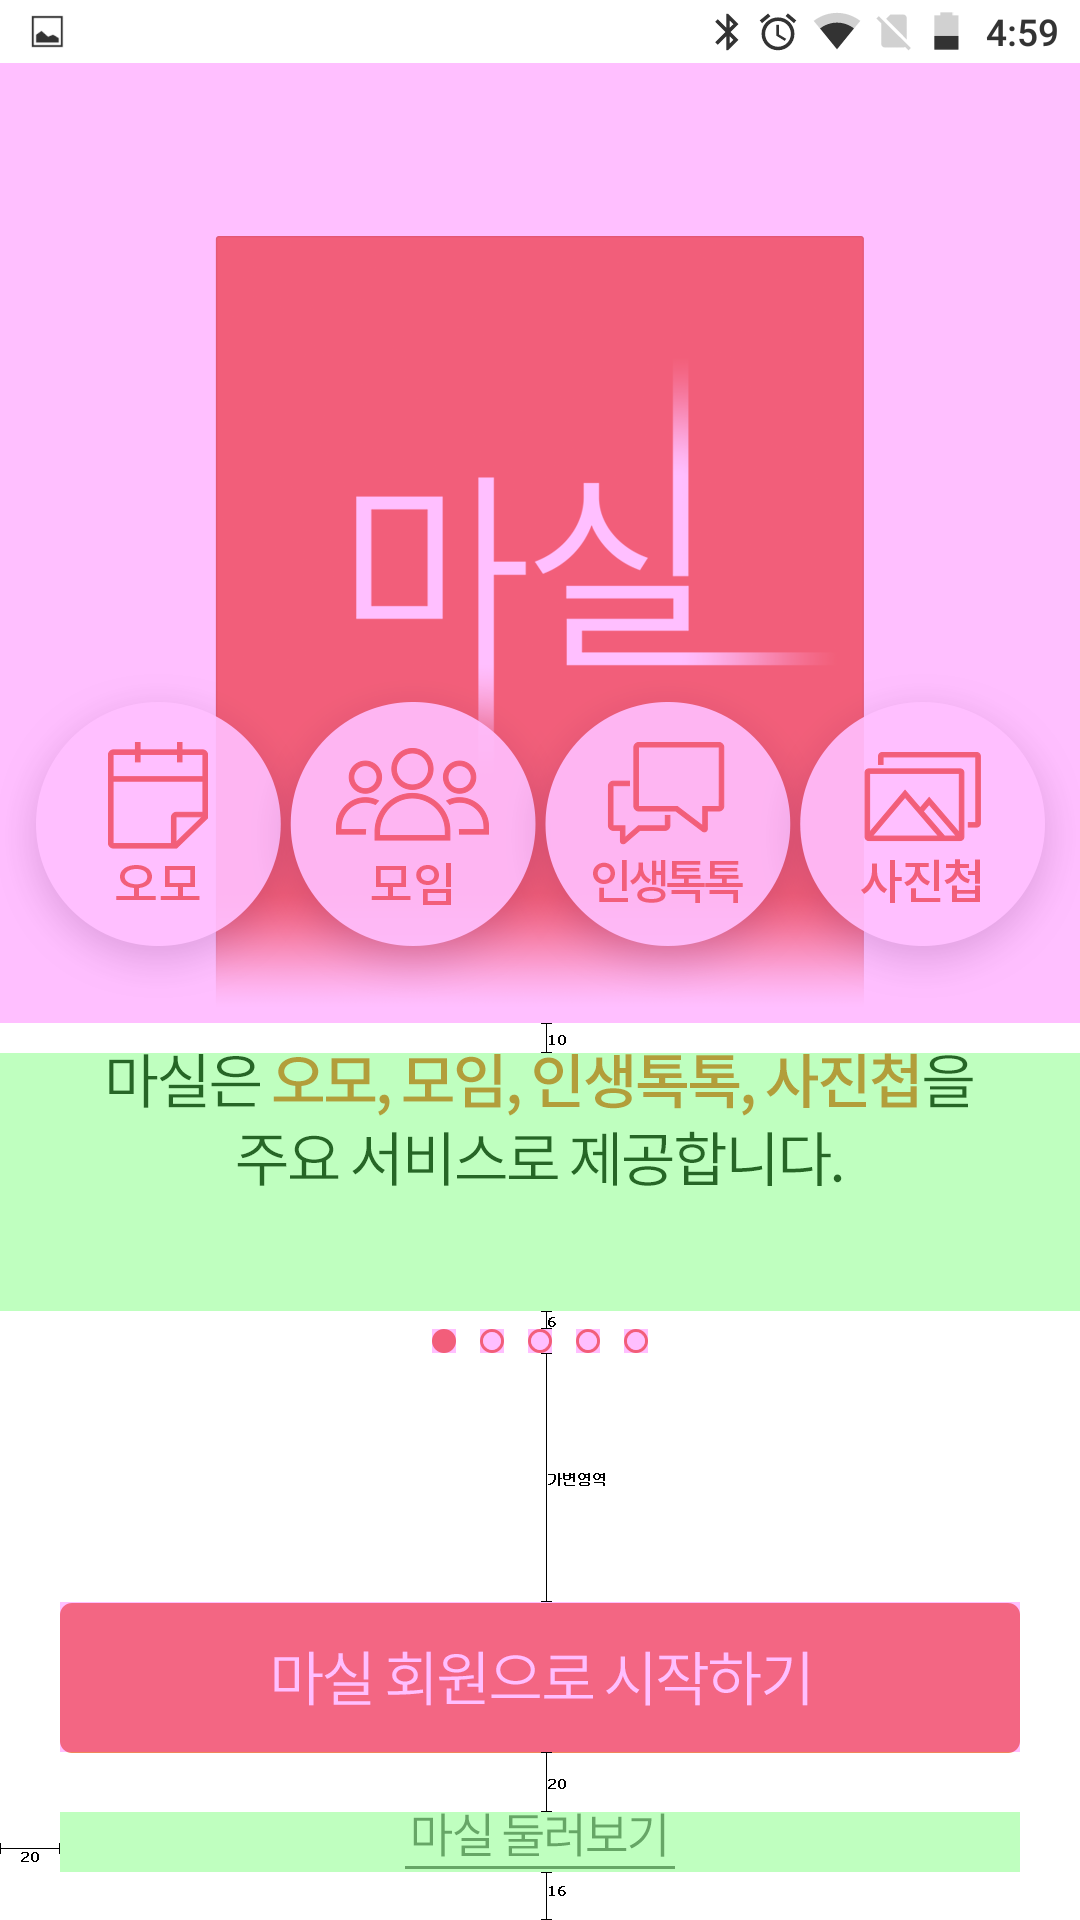 4:59
마실
오모
모임
인생톡톡
사진첩
10
마실은 오모, 모임, 인생톡톡, 사진첩을
주요 서비스로 제공합니다.
6
가변영역
마실 회원으로 시작하기
20
마실 둘러보기
20
16